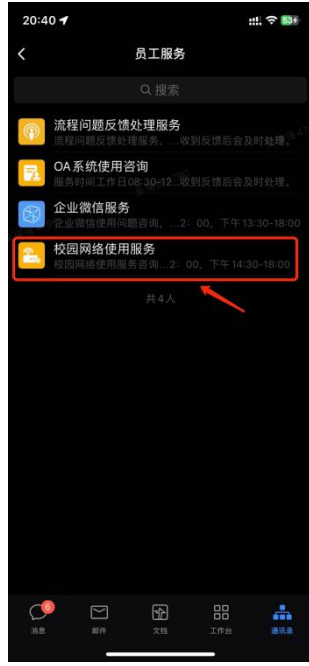 20:40
53
员工服务
搜索
流程问题反馈处理服务
流程问题反馈处理服务，...收到反馈后会及时处理。
OA系统使用咨询
服务时间工作日08:30-12...收到反馈后会及时处理。
企业微信服务
企业微信使用问题咨询，...2：00，下午13:30-18:00
校园网络使用服务
校园网络使用服务咨询...2：00，下午14:30-18:00
共4人
6
消息
邮件
文档
工作台
通讯录